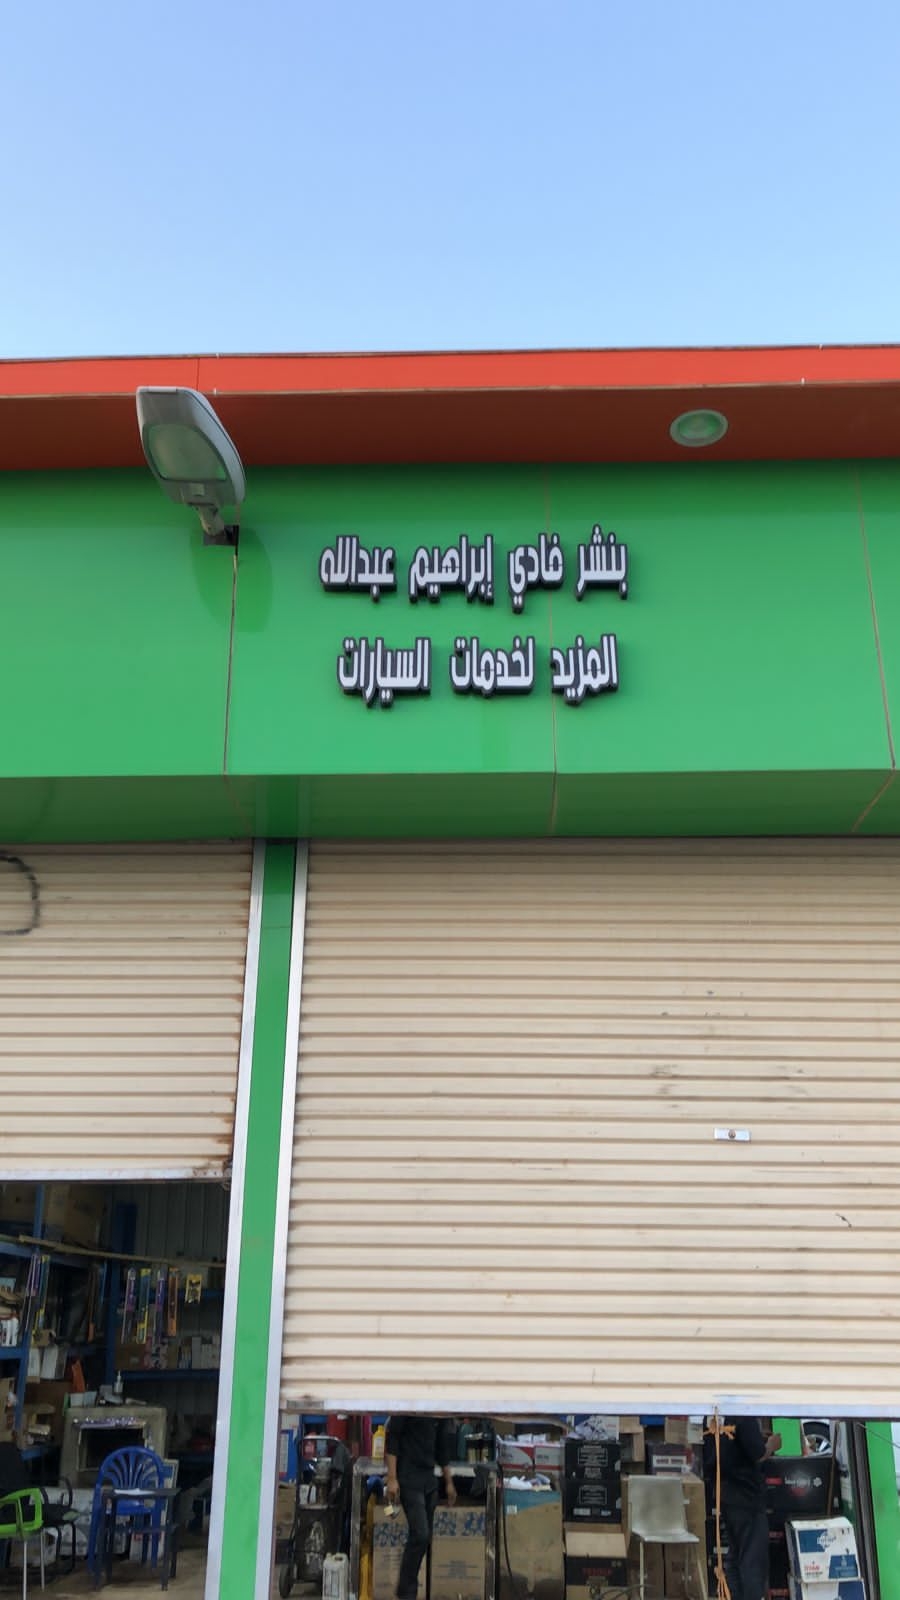 بنشر فادي إبراهيم عبدالله
المزيد لخدمات السيارات